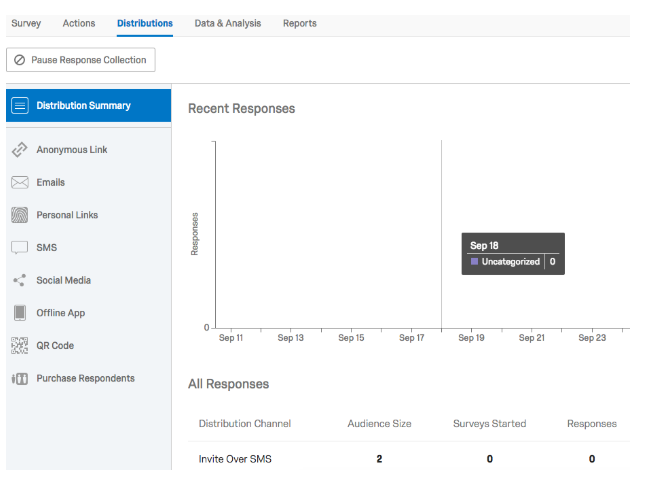 Survey Actions Distributions Data & Analysis Reports
Pause Response Collection
Distribution Summary
Anonymous Link
Emails
Personal Links
SMS
Social Media
Offline App
QR Code
Purchase Respondents
Recent Responses
Responses
0
Sep 18
Uncategorized 0
Sep 11 Sep 13 Sep 15 Sep 17 Sep 19 Sep 21 Sep 23
All Responses
Distribution Channel Audience Size Surveys Started Responses
Invite Over SMS 2 0 0